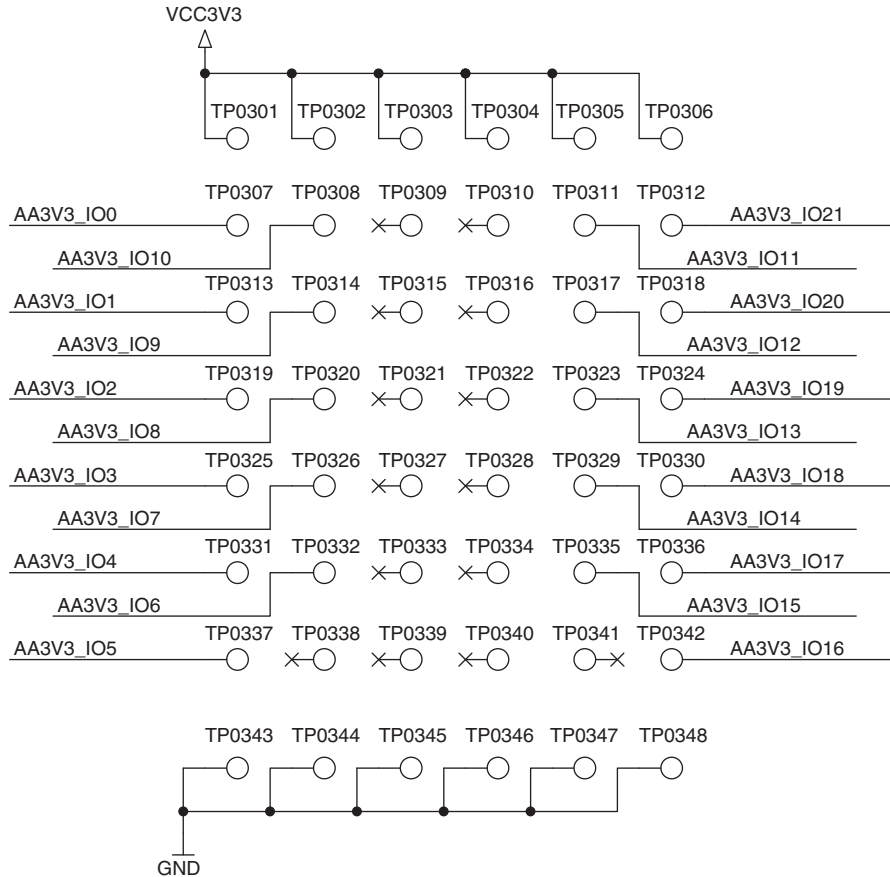 VCC3V3
TP0301 TP0302 TP0303 TP0304 TP0305 TP0306
TP0307 TP0308 TP0309 TP0310 TP0311 TP0312
AA3V3_IO0 AA3V3_IO21
AA3V3_IO10 AA3V3_IO11
TP0313 TP0314 TP0315 TP0316 TP0317 TP0318
AA3V3_IO1 AA3V3_IO20
AA3V3_IO9 AA3V3_IO12
TP0319 TP0320 TP0321 TP0322 TP0323 TP0324
AA3V3_IO2 AA3V3_IO19
AA3V3_IO8 AA3V3_IO13
TP0325 TP0326 TP0327 TP0328 TP0329 TP0330
AA3V3_IO3 AA3V3_IO18
AA3V3_IO7 AA3V3_IO14
TP0331 TP0332 TP0333 TP0334 TP0335 TP0336
AA3V3_IO4 AA3V3_IO17
AA3V3_IO6 AA3V3_IO15
TP0337 TP0338 TP0339 TP0340 TP0341 TP0342
AA3V3_IO5 AA3V3_IO16
TP0343 TP0344 TP0345 TP0346 TP0347 TP0348
GND